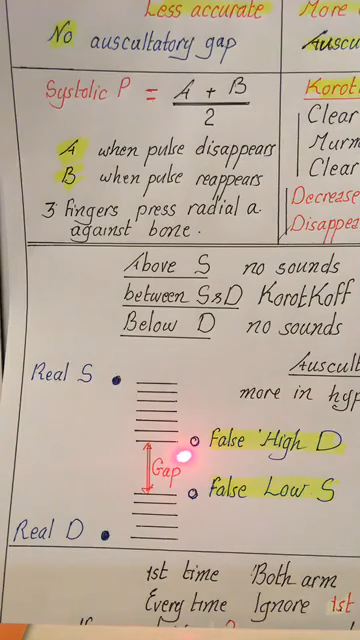 Less accurate
More
No auscultatory gap
Auscu
Systolic P = A + B
2
A when pulse disappears
B when pulse reappears
3 fingers press radial a.
against bone.
Korot
Clear
Murm
Clear
Decrease
Disappea
Above S no sounds
between S&D KorotKoff
Below D no sounds
Auscult
more in hyp
Real S
False High D
Gap
False Low S
Real D
1st time Both arm
Every time Ignore 1st